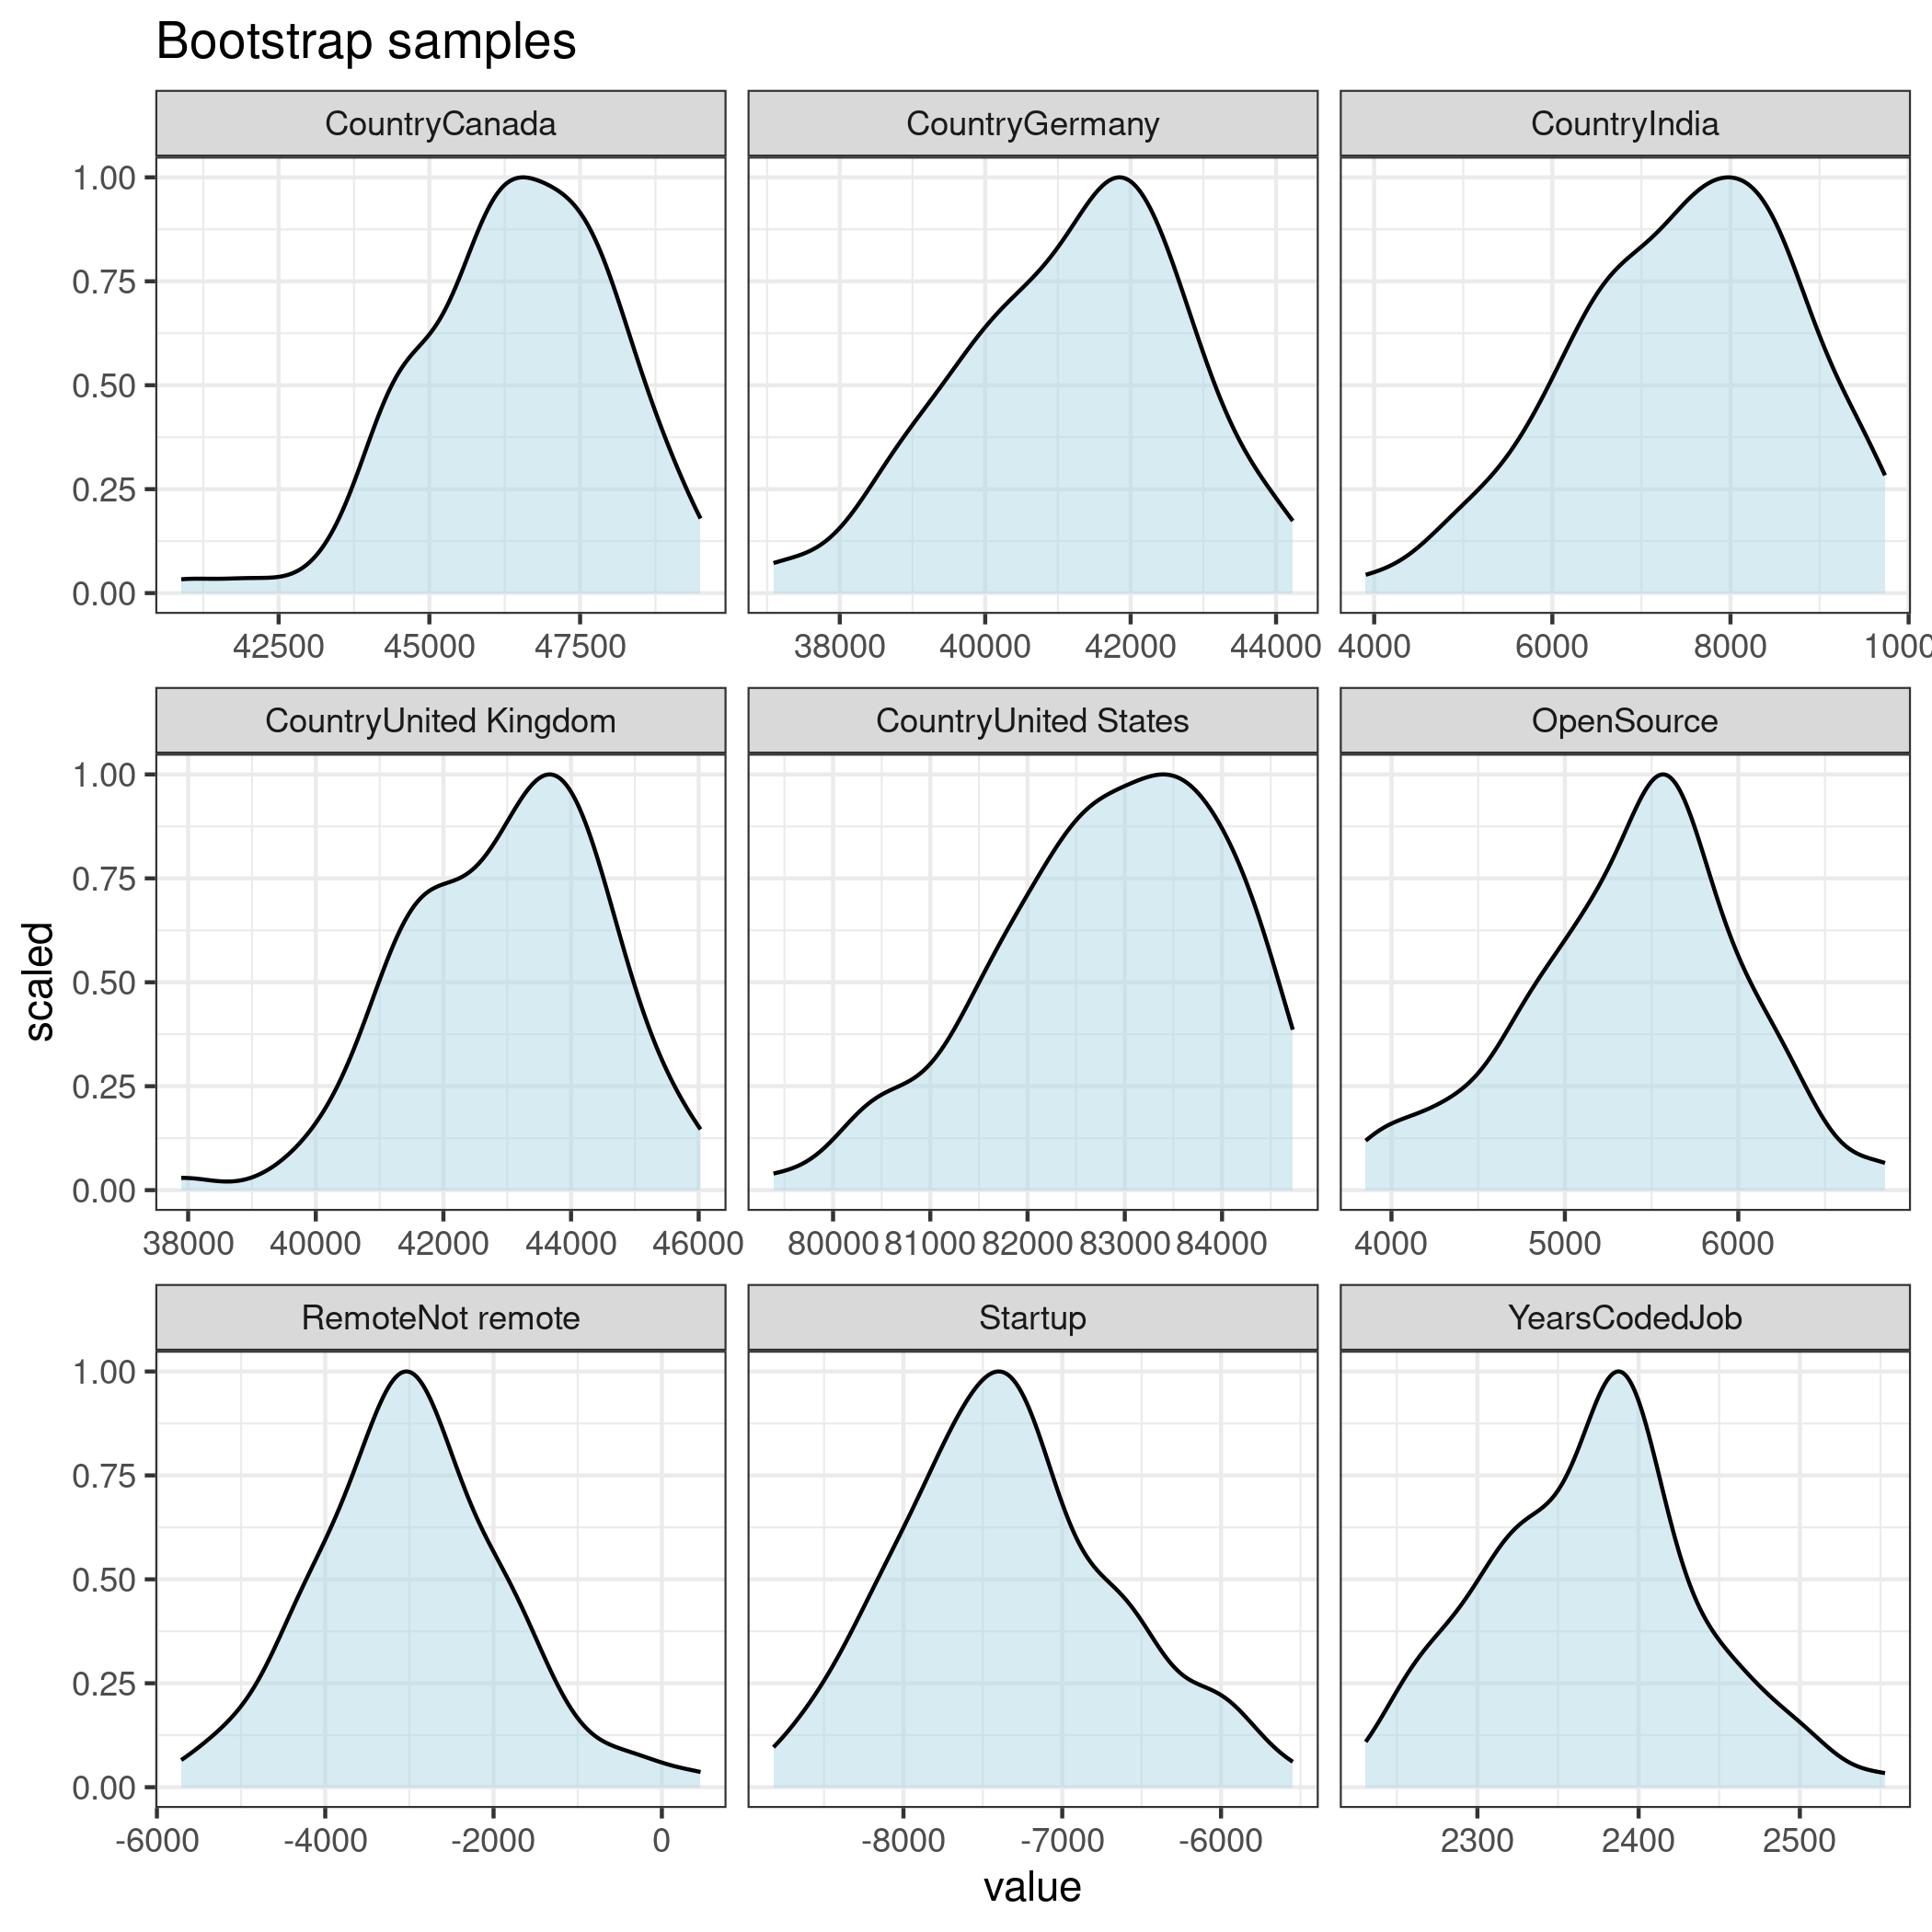 Bootstrap samples
CountryCanada CountryGermany CountryIndia
1.00
0.75
0.50
0.25
0.00
42500 45000 47500 38000 40000 42000 44000 4000 6000 8000 1000
CountryUnited Kingdom CountryUnited States OpenSource
1.00
0.75
0.50
0.25
0.00
38000 40000 42000 44000 46000 80000 81000 82000 83000 84000 4000 5000 6000
scaled
RemoteNot remote Startup YearsCodedJob
1.00
0.75
0.50
0.25
0.00
-6000 -4000 -2000 0 -8000 -7000 -6000 2300 2400 2500
value